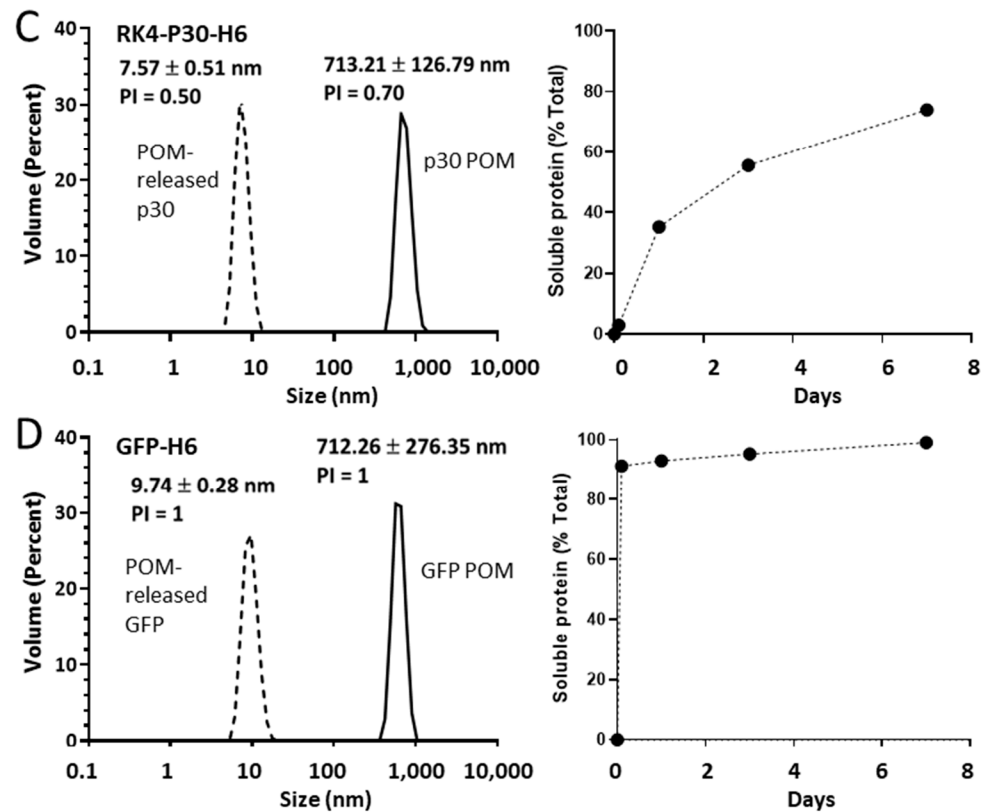 C
RK4-P30-H6
7.57 ± 0.51 nm
PI = 0.50
713.21 ± 126.79 nm
PI = 0.70
POM-
released
p30
p30 POM
Volume (Percent)
40
30
20
10
0
0.1 1 10 100 1,000 10,000
Size (nm)
Soluble protein (% Total)
100
80
60
40
20
0
0 2 4 6 8
Days
D
GFP-H6
9.74 ± 0.28 nm
PI = 1
712.26 ± 276.35 nm
PI = 1
POM-
released
GFP
GFP POM
Volume (Percent)
40
30
20
10
0
0.1 1 10 100 1,000 10,000
Size (nm)
Soluble protein (% Total)
100
80
60
40
20
0
0 2 4 6 8
Days